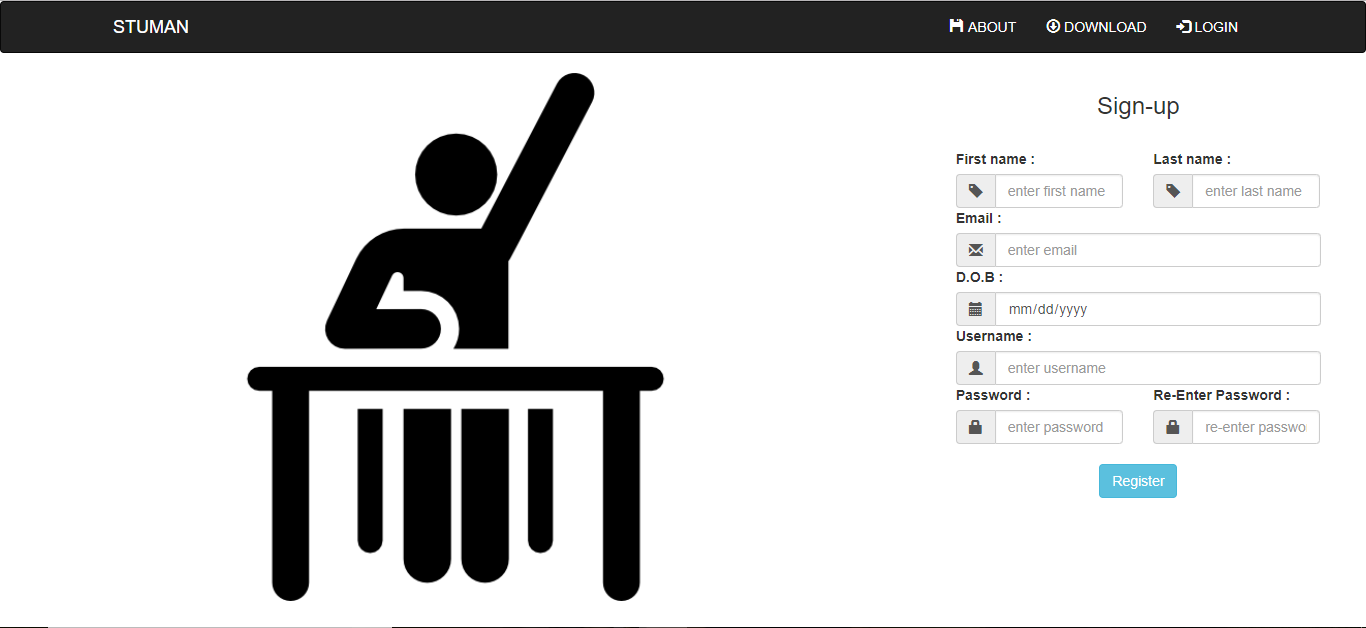 STUMAN ABOUT DOWNLOAD LOGIN
Sign-up
First name : Last name :
enter first name enter last name
Email :
enter email
D.O.B :
mm/dd/yyyy
Username :
enter username
Password : Re-Enter Password :
enter password re-enter passwo
Register